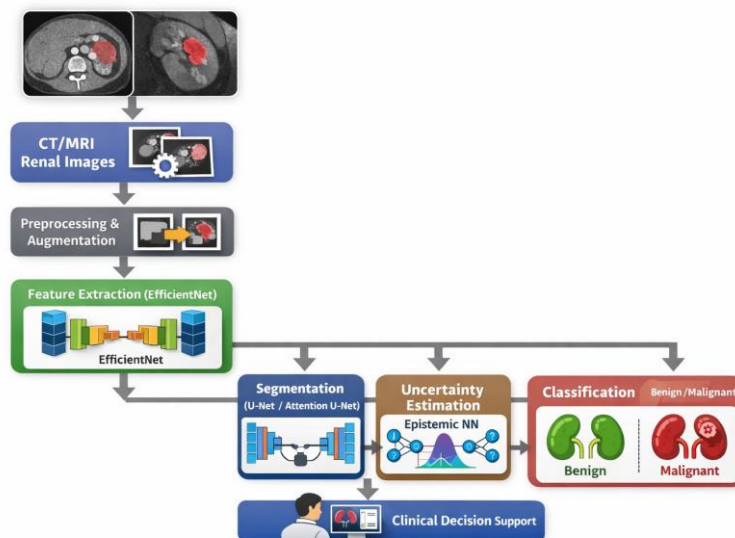 CT/MRI
Renal Images
Preprocessing &
Augmentation
Feature Extraction (EfficientNet)
EfficientNet
Segmentation
(U-Net / Attention U-Net)
Uncertainty
Estimation
Epistemic NN
? ?
Classification
Benign/Malignant
Benign
Malignant
Clinical Decision Support